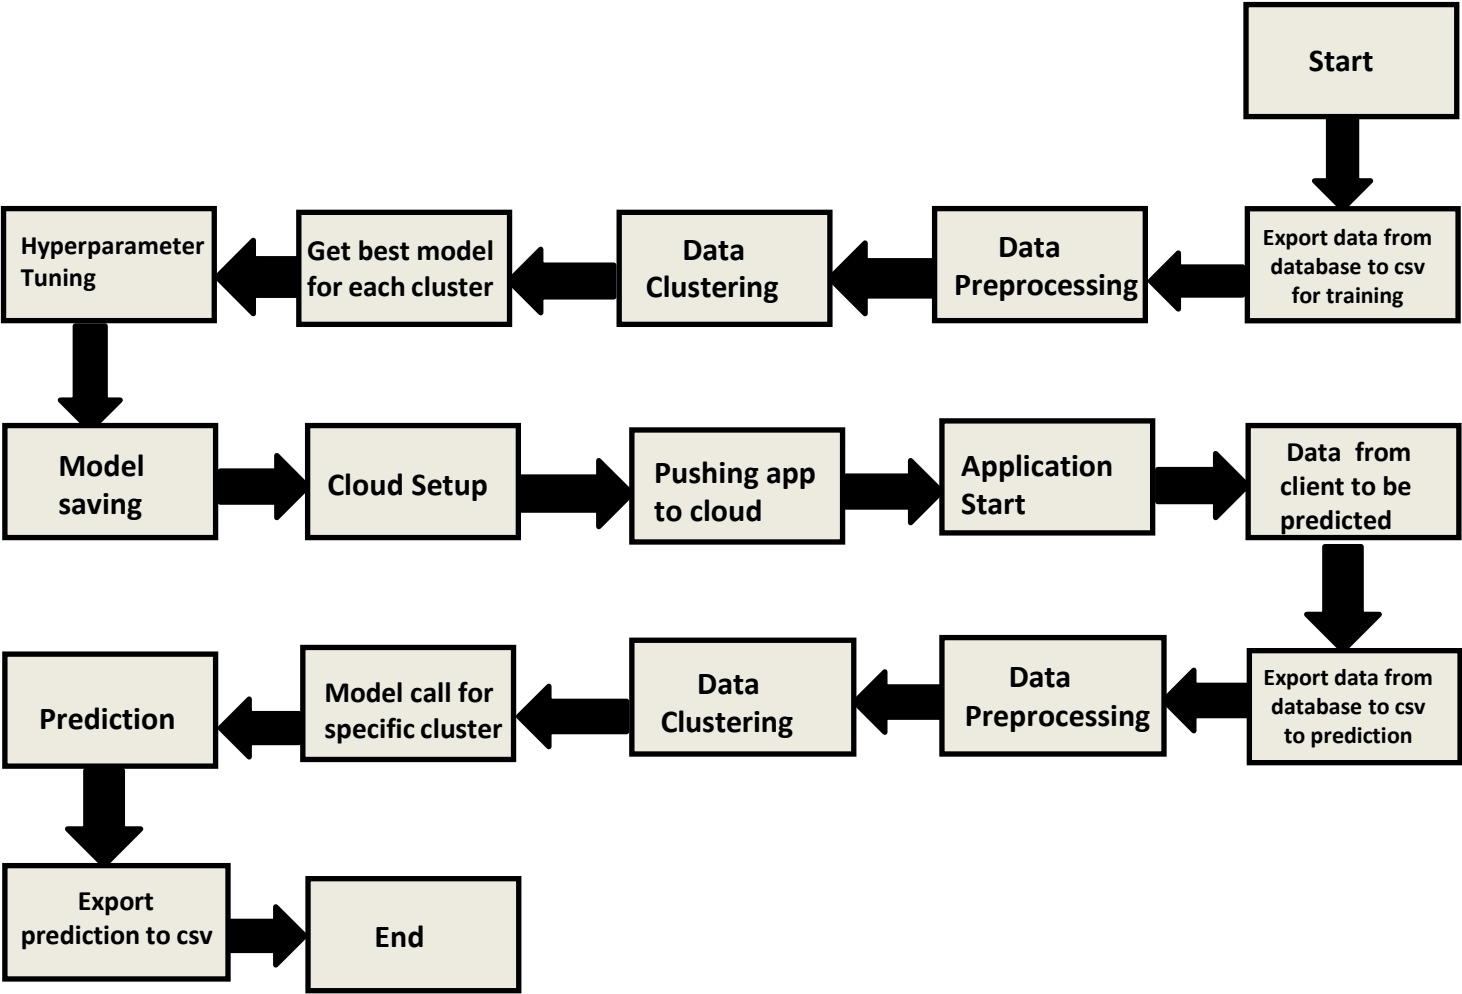 Start
Export data from
database to csv
for training
Data
Preprocessing
Data
Clustering
Get best model
for each cluster
Hyperparameter
Tuning
Model
saving
Cloud Setup
Pushing app
to cloud
Application
Start
Data from
client to be
predicted
Export data from
database to csv
to prediction
Data
Preprocessing
Data
Clustering
Model call for
specific cluster
Prediction
Export
prediction to csv
End